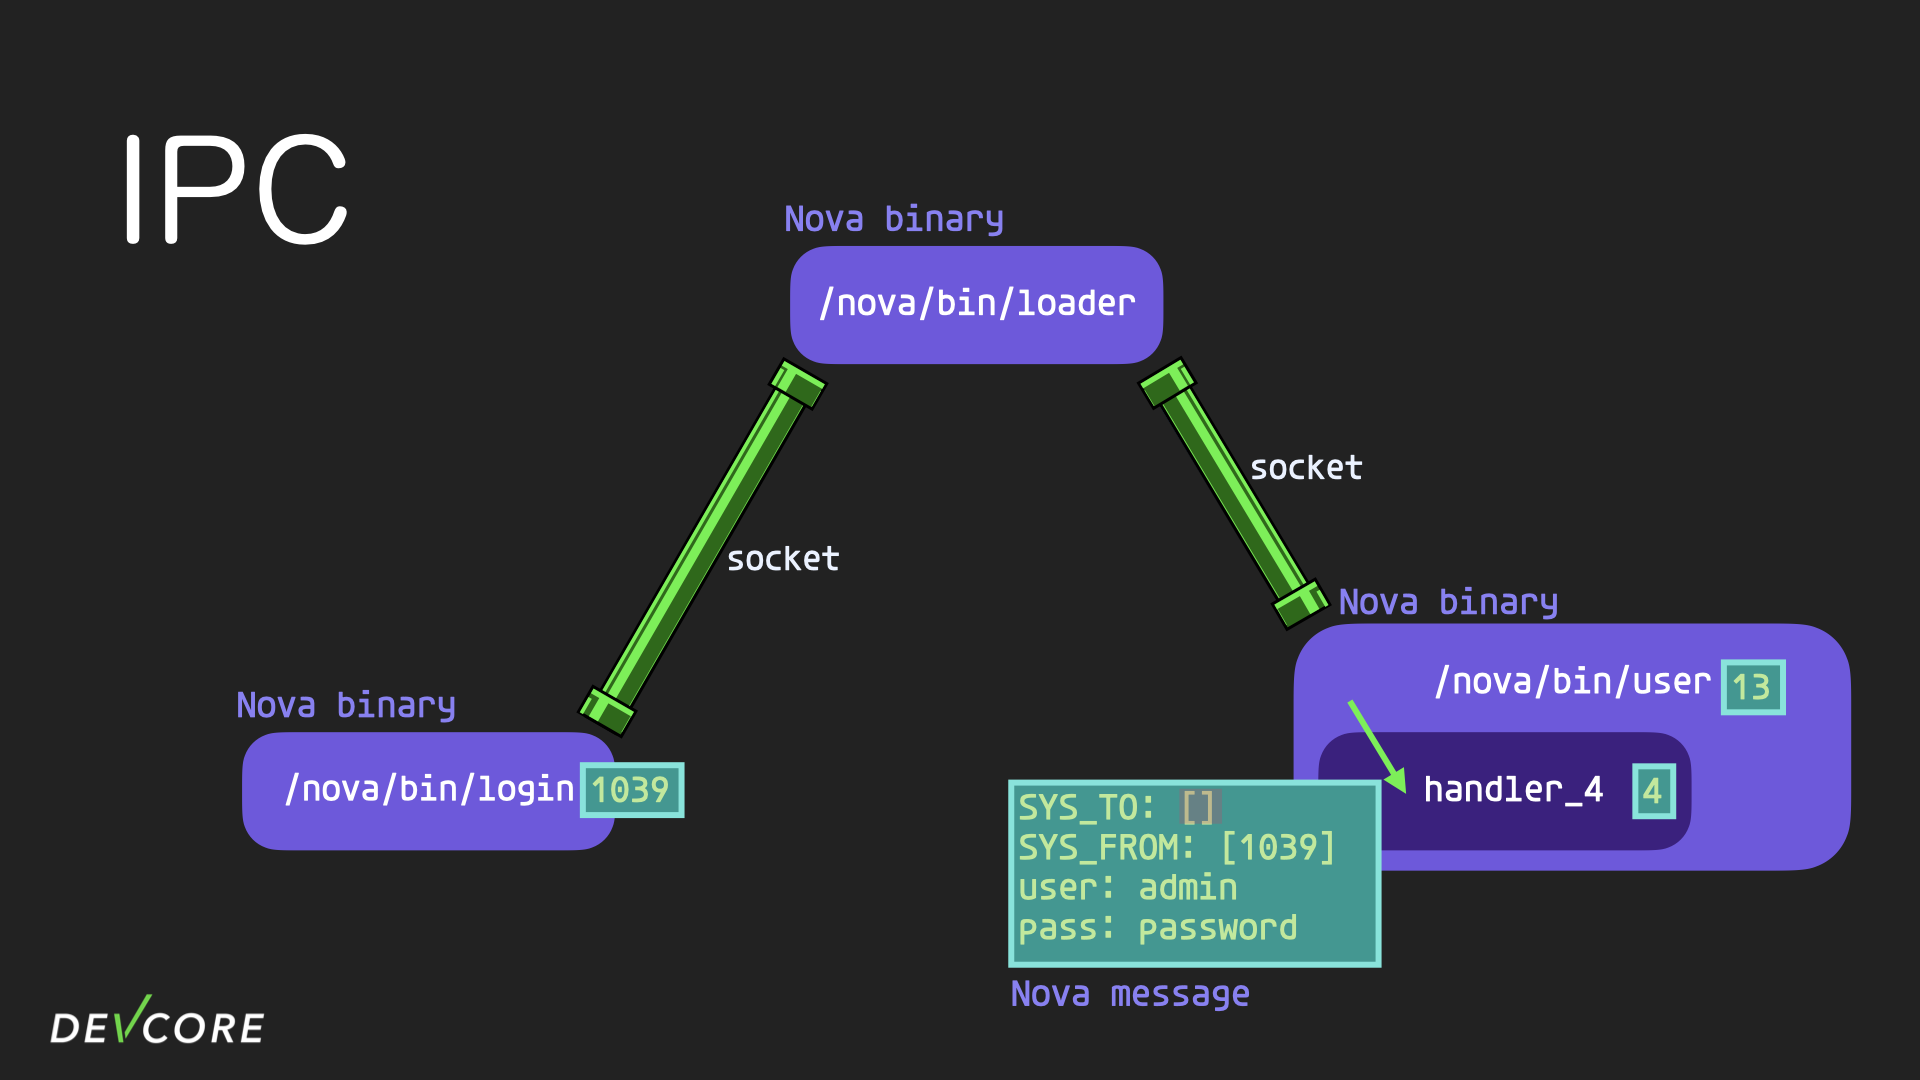 IPC
Nova binary
/nova/bin/loader
socket
socket
Nova binary
/nova/bin/user 13
Nova binary
/nova/bin/login 1039
handler_4 4
SYS_TO: []
SYS_FROM: [1039]
user: admin
pass: password
Nova message
DEVCORE